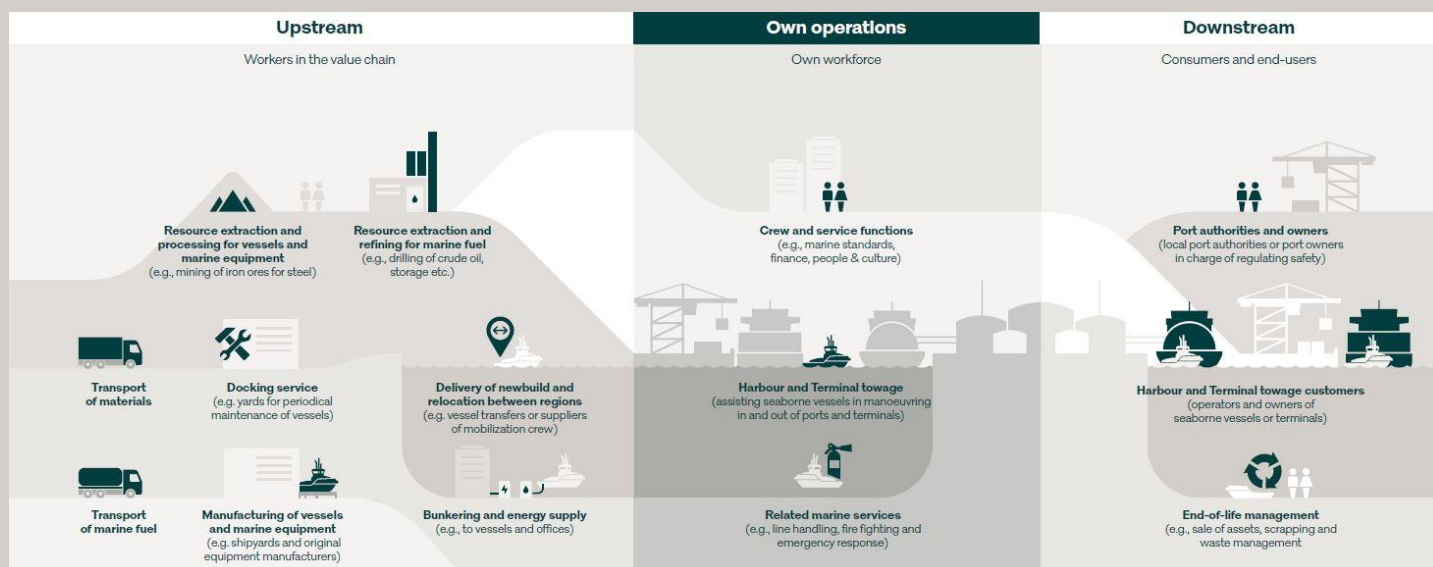 Upstream
Own operations
Downstream
Workers in the value chain
Own workforce
Consumers and end-users
Resource extraction and
processing for vessels and
marine equipment
(e.g., mining of iron ores for steel)
Resource extraction and
refining for marine fuel
(e.g., drilling of crude oil,
storage etc.)
Crew and service functions
(e.g., marine standards,
finance, people & culture)
Port authorities and owners
(local port authorities or port owners
in charge of regulating safety)
Transport
of materials
Docking service
(e.g. yards for periodical
maintenance of vessels)
Delivery of newbuild and
relocation between regions
(e.g. vessel transfers or suppliers
of mobilization crew)
Harbour and Terminal towage
(assisting seaborne vessels in manoeuvring
in and out of ports and terminals)
Harbour and Terminal towage customers
(operators and owners of
seaborne vessels or terminals)
Transport
of marine fuel
Manufacturing of vessels
and marine equipment
(e.g. shipyards and original
equipment manufacturers)
Bunkering and energy supply
(e.g., to vessels and offices)
Related marine services
(e.g., line handling, fire fighting and
emergency response)
End-of-life management
(e.g., sale of assets, scrapping and
waste management